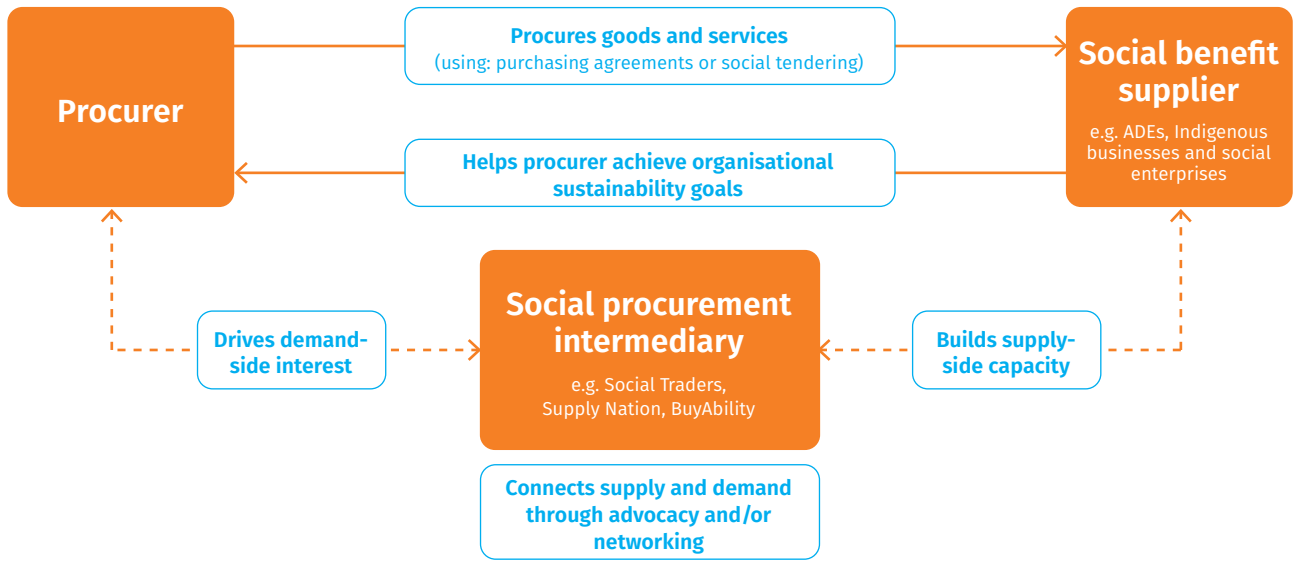 Procurer
Procures goods and services
(using: purchasing agreements or social tendering)
Social benefit
supplier
e.g. ADEs, Indigenous
businesses and social
enterprises
Helps procurer achieve organisational
sustainability goals
Drives demand-
side interest
Social procurement
intermediary
e.g. Social Traders,
Supply Nation, BuyAbility
Builds supply-
side capacity
Connects supply and demand
through advocacy and/or
networking